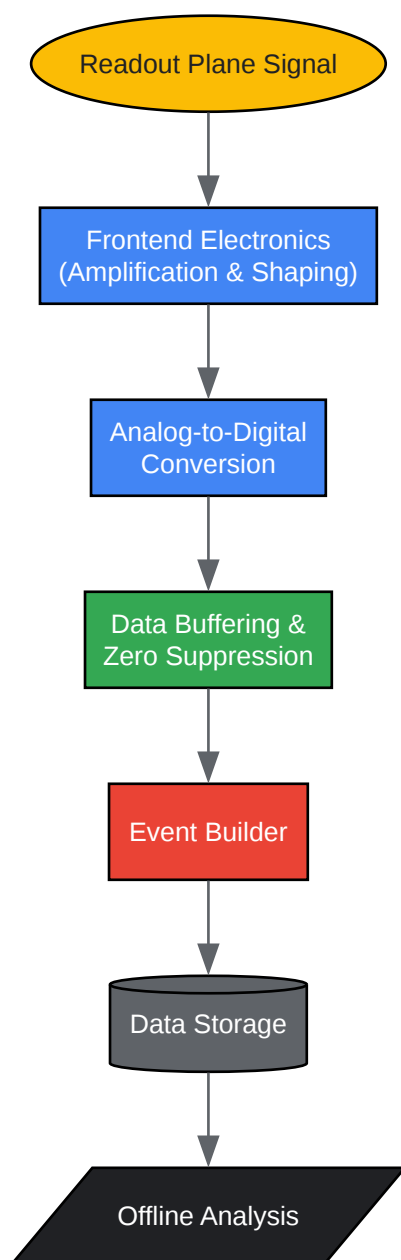 Readout Plane Signal
Frontend Electronics
(Amplification & Shaping)
Analog-to-Digital
Conversion
Data Buffering &
Zero Suppression
Event Builder
Data Storage
Offline Analysis